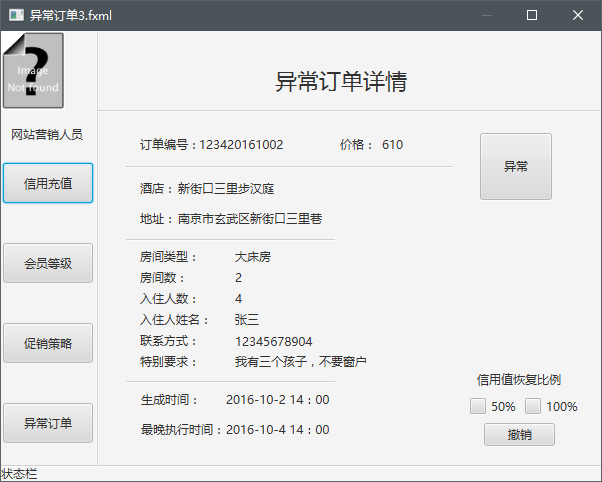 异常订单3.fxml
Image
Not found
网站营销人员
信用充值
会员等级
促销策略
异常订单
状态栏
异常订单详情
订单编号：123420161002 价格： 610
异常
酒店：新街口三里步汉庭
地址：南京市玄武区新街口三里巷
房间类型： 大床房
房间数： 2
入住人数： 4
入住人姓名： 张三
联系方式： 12345678904
特别要求： 我有三个孩子，不要窗户
生成时间： 2016-10-2 14：00
最晚执行时间：2016-10-4 14：00
信用值恢复比例
50% 100%
撤销